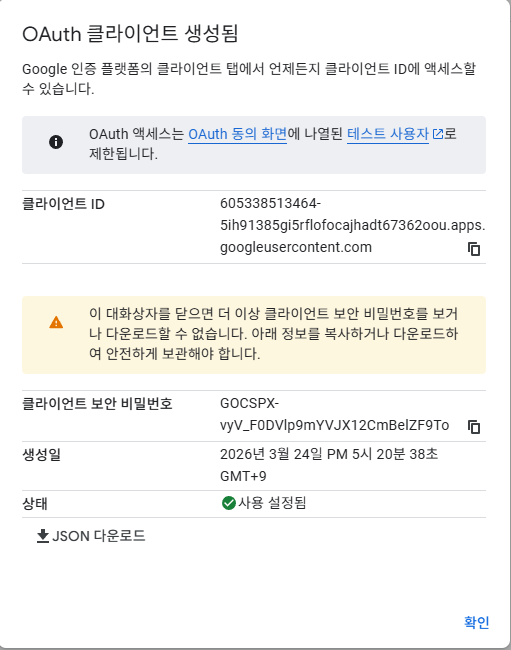 OAuth 클라이언트 생성됨
Google 인증 플랫폼의 클라이언트 탭에서 언제든지 클라이언트 ID에 액세스할
수 있습니다.
OAuth 액세스는 OAuth 동의 화면에 나열된 테스트 사용자로
제한됩니다.
클라이언트 ID
605338513464-
5ih91385gi5rflofocajhadt67362oou.apps.
googleusercontent.com
이 대화상자를 닫으면 더 이상 클라이언트 보안 비밀번호를 보거
나 다운로드할 수 없습니다. 아래 정보를 복사하거나 다운로드하
여 안전하게 보관해야 합니다.
클라이언트 보안 비밀번호
GOCSPX-
vyV_F0DVlp9mYVJX12CmBelZF9To
생성일
2026년 3월 24일 PM 5시 20분 38초
GMT+9
상태
사용 설정됨
JSON 다운로드
확인